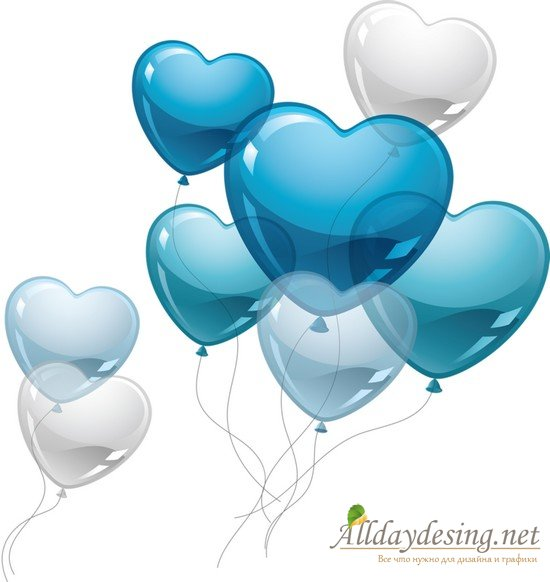 Alldaydesing.net
Все что нужно для дизайна и графики